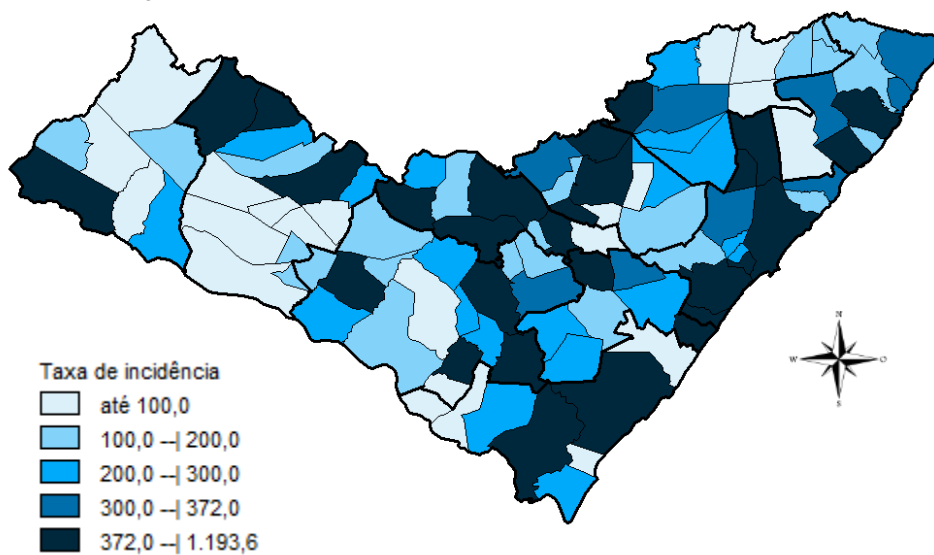 N
W
O
S
Taxa de incidência
até 100,0
100,0 --| 200,0
200,0 --| 300,0
300,0 --| 372,0
372,0 --| 1.193,6